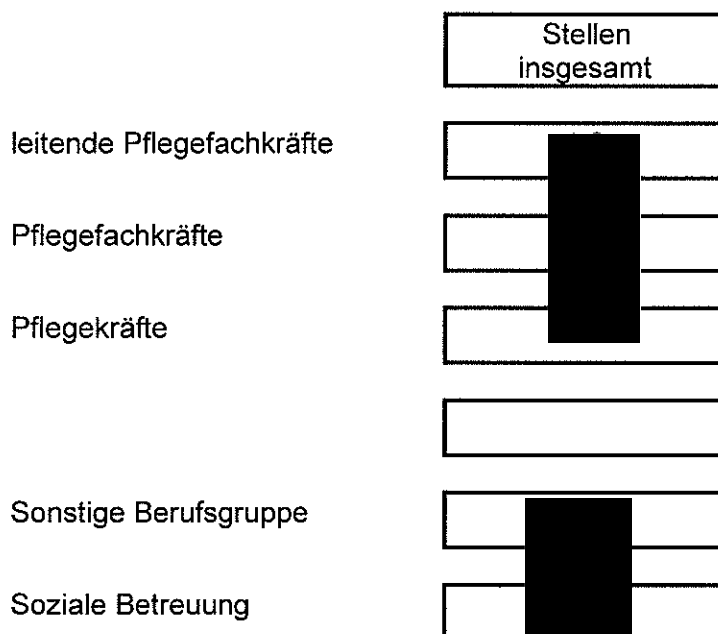 Stellen
insgesamt
leitende Pflegefachkräfte
Pflegefachkräfte
Pflegekräfte
Sonstige Berufsgruppe
Soziale Betreuung